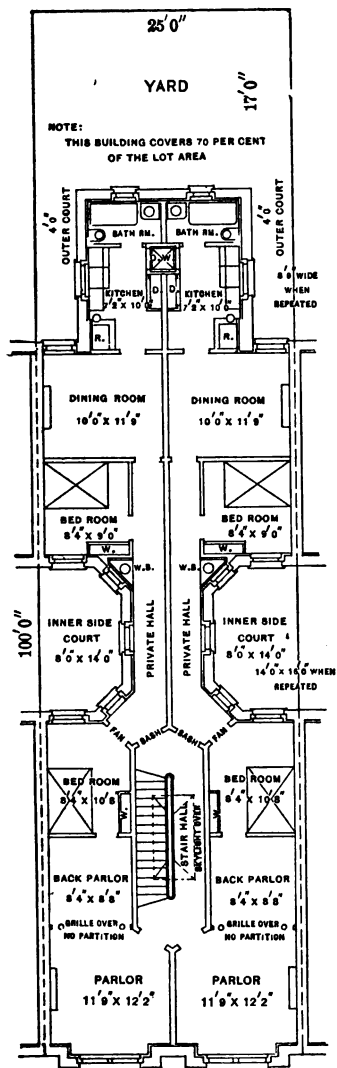 25'0"
YARD
17'0"
NOTE:
THIS BUILDING COVERS 70 PER CENT
OF THE LOT AREA
4'0"
OUTER COURT
4'0"
OUTER COURT
BATH RM.
BATH RM.
D. W.
8'8 WIDE
WHEN
REPEATED
KITCHEN
7'2" X 10'0"
D.
D.
KITCHEN
7'2" X 10'0"
R.
R.
DINING ROOM
10'0" X 11'9"
DINING ROOM
10'0" X 11'9"
BED ROOM
8'4" X 9'0"
BED ROOM
8'4" X 9'0"
W.
W.
W.B.
W.B.
100'0"
INNER SIDE
COURT
8'0 X 14'0"
PRIVATE HALL
PRIVATE HALL
INNER SIDE
COURT
8'0 X 14'0"
14'0" X 16'0 WHEN
REPEATED
FAN
SASH
SASH
FAN
BED ROOM
8'4" X 10'8
BED ROOM
8'4" X 10'8"
W.
W.
STAIR HALL
SKYLIGHT OVER
BACK PARLOR
8'4" X 8'8"
BACK PARLOR
8'4" X 8'8"
GRILLE OVER
NO PARTITION
GRILLE OVER
NO PARTITION
PARLOR
11'9" X 12'2"
PARLOR
11'9" X 12'2"